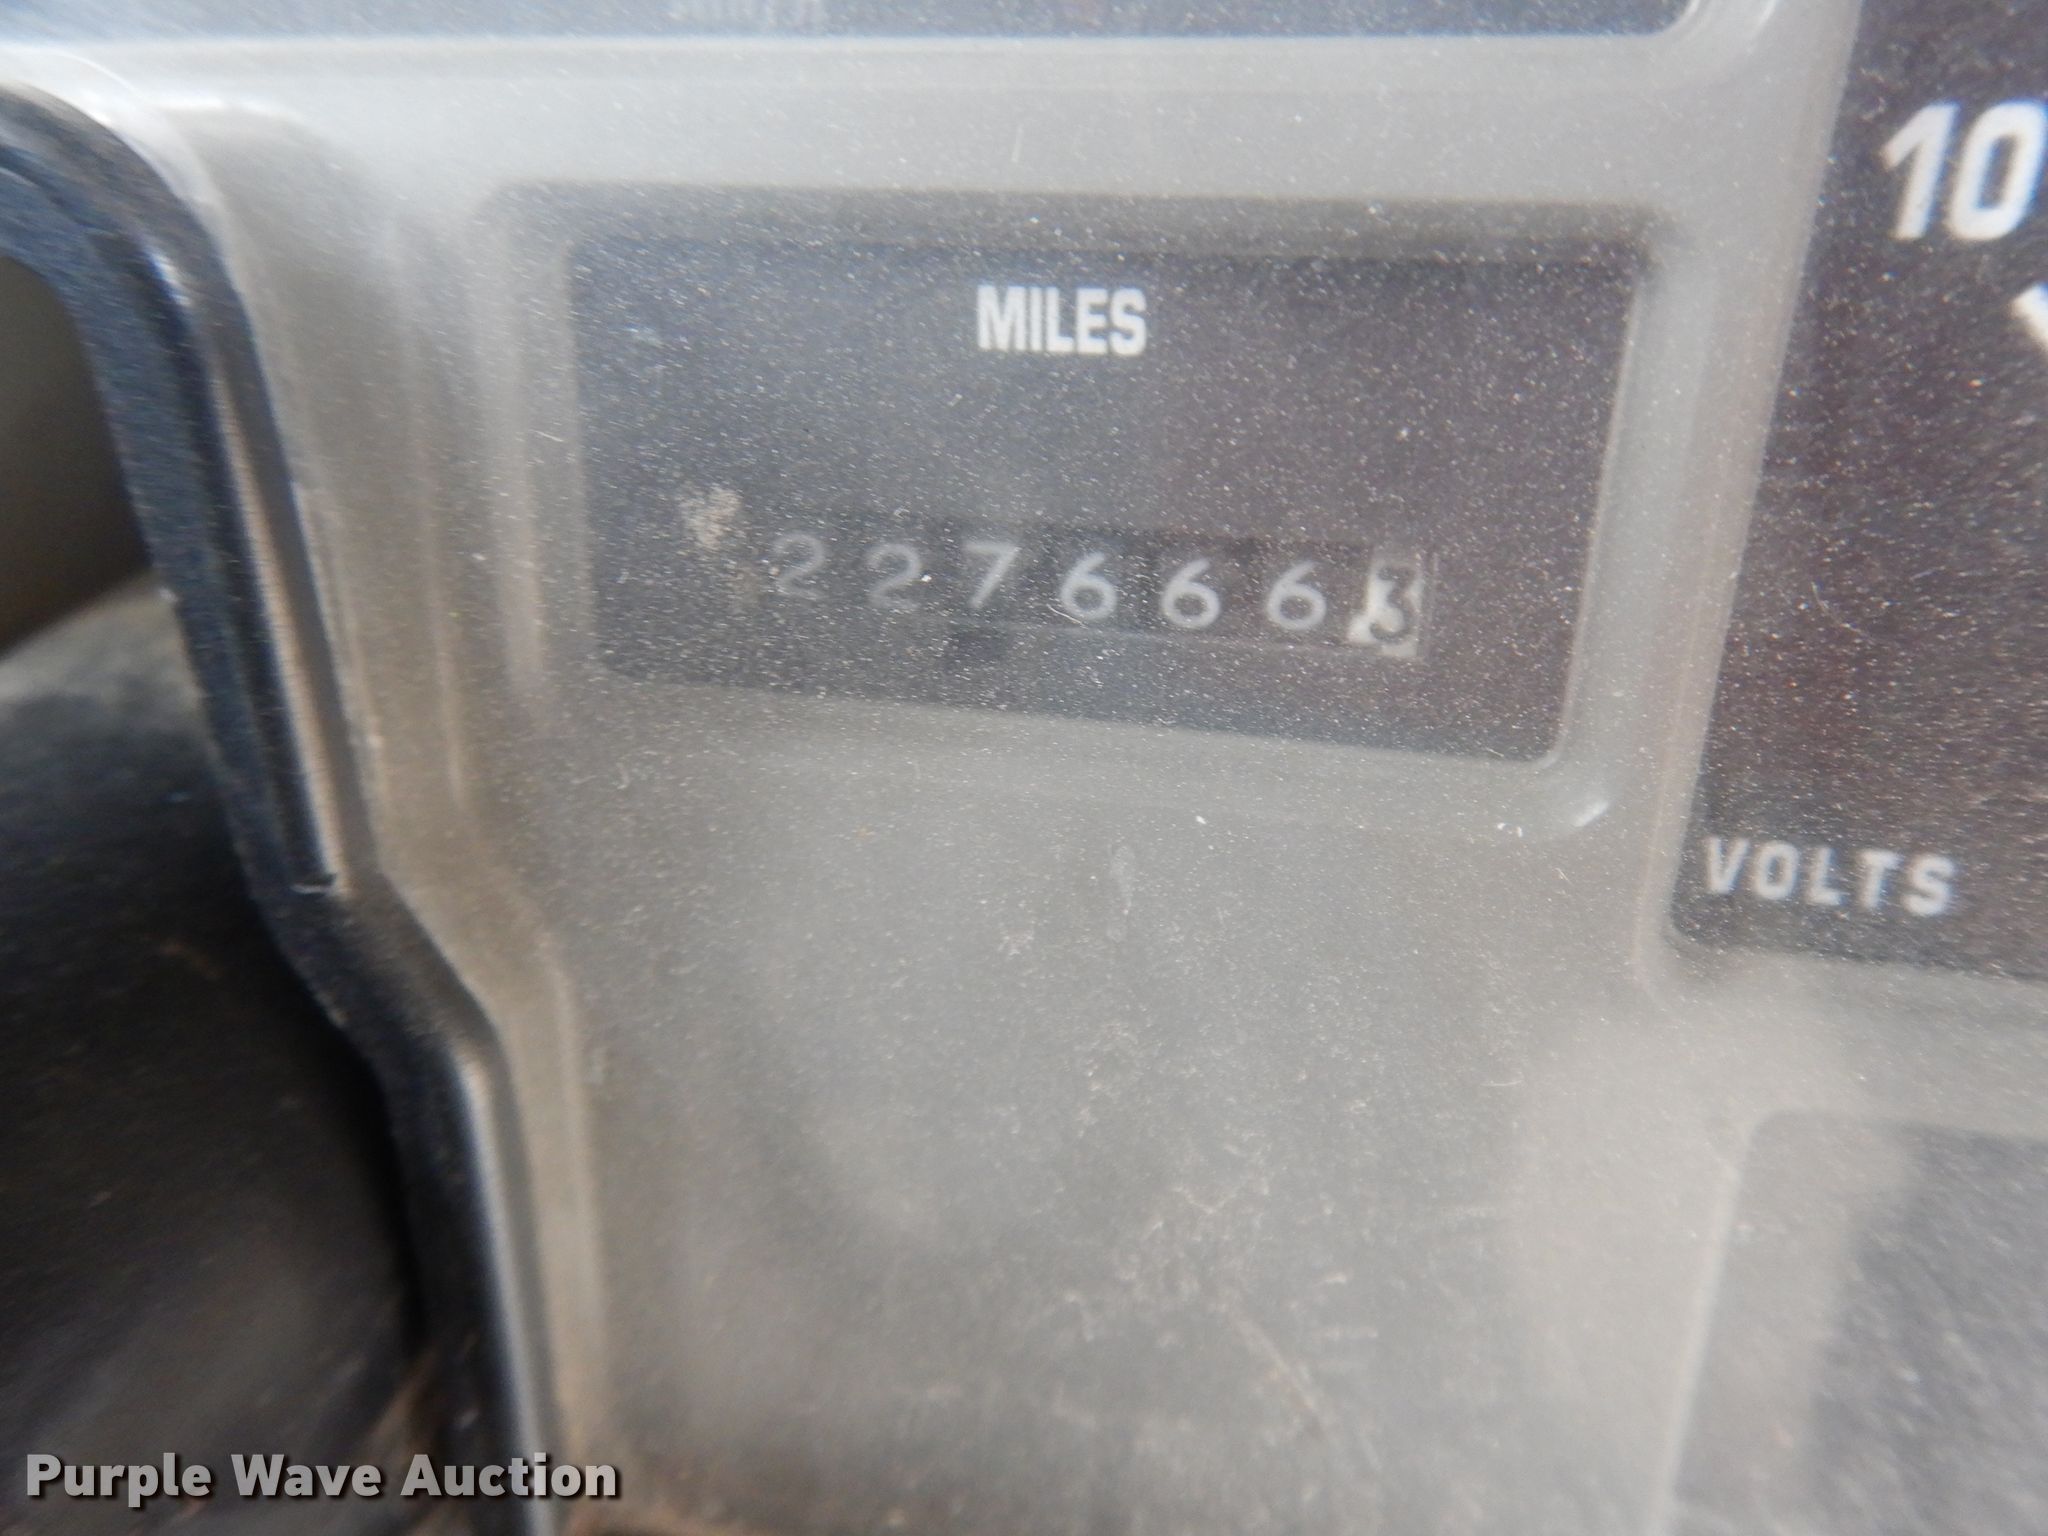 10
MILES
2276663
VOLTS
Purple Wave Auction